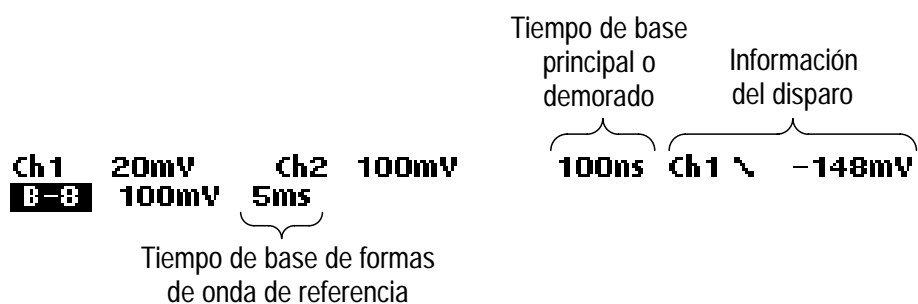 Tiempo de base
principal o
demorado
Información
del disparo
Ch1 20mV Ch2 100mV 100ns Ch1 -148mV
B-8 100mV 5ms
Tiempo de base de formas
de onda de referencia